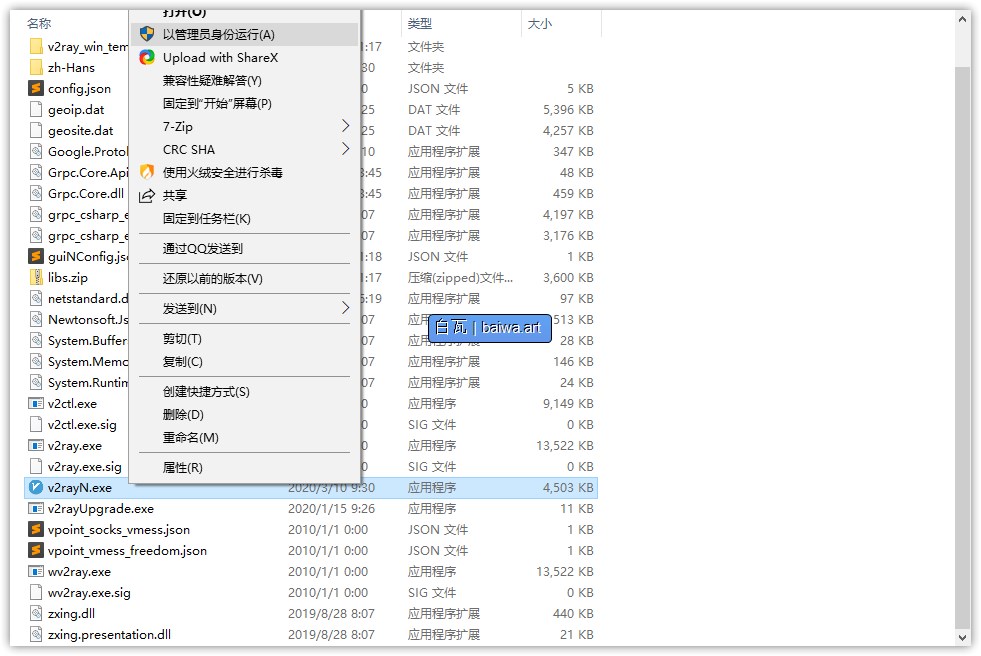 名称 类型 大小
打开(O)
以管理员身份运行(A)
Upload with ShareX
兼容性疑难解答(Y)
固定到"开始"屏幕(P)
7-Zip
CRC SHA
使用火绒安全进行杀毒
共享
固定到任务栏(K)
通过QQ发送到
还原以前的版本(V)
发送到(N)
剪切(T)
复制(C)
创建快捷方式(S)
删除(D)
重命名(M)
属性(R)
v2ray_win_tem 1:17 文件夹
zh-Hans 30 文件夹
config.json 0 JSON 文件 5 KB
geoip.dat 25 DAT 文件 5,396 KB
geosite.dat 25 DAT 文件 4,257 KB
Google.Protol 10 应用程序扩展 347 KB
Grpc.Core.Api 3:45 应用程序扩展 48 KB
Grpc.Core.dll 3:45 应用程序扩展 459 KB
grpc_csharp_e 07 应用程序扩展 4,197 KB
grpc_csharp_e 07 应用程序扩展 3,176 KB
guiNConfig.jso 1:18 JSON 文件 1 KB
libs.zip 1:17 压缩(zipped)文件... 3,600 KB
netstandard.d 5:19 应用程序扩展 97 KB
Newtonsoft.Js 07 应用 513 KB
白瓦 | baiwa.art
System.Buffer 07 应用程序扩展 28 KB
System.Memo 07 应用程序扩展 146 KB
System.Runtim 07 应用程序扩展 24 KB
v2ctl.exe 0 应用程序 9,149 KB
v2ctl.exe.sig 0 SIG 文件 0 KB
v2ray.exe 0 应用程序 13,522 KB
v2ray.exe.sig 0 SIG 文件 0 KB
v2rayN.exe 2020/3/10 9:30 应用程序 4,503 KB
v2rayUpgrade.exe 2020/1/15 9:26 应用程序 11 KB
vpoint_socks_vmess.json 2010/1/1 0:00 JSON 文件 1 KB
vpoint_vmess_freedom.json 2010/1/1 0:00 JSON 文件 1 KB
wv2ray.exe 2010/1/1 0:00 应用程序 13,522 KB
wv2ray.exe.sig 2010/1/1 0:00 SIG 文件 0 KB
zxing.dll 2019/8/28 8:07 应用程序扩展 440 KB
zxing.presentation.dll 2019/8/28 8:07 应用程序扩展 21 KB